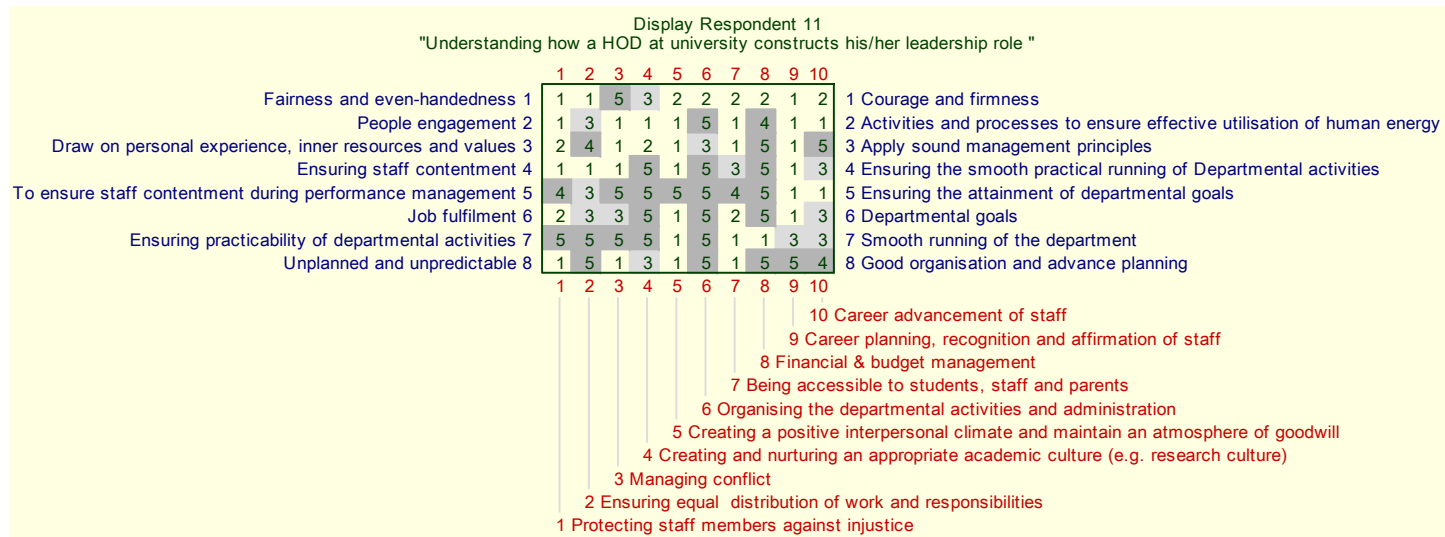 Display Respondent 11
"Understanding how a HOD at university constructs his/her leadership role "
1 2 3 4 5 6 7 8 9 10
Fairness and even-handedness 1 1 1 5 3 2 2 2 2 1 2 1 Courage and firmness
People engagement 2 1 3 1 1 1 5 1 4 1 1 2 Activities and processes to ensure effective utilisation of human energy
Draw on personal experience, inner resources and values 3 2 4 1 2 1 3 1 5 1 5 3 Apply sound management principles
Ensuring staff contentment 4 1 1 1 5 1 5 3 5 1 3 4 Ensuring the smooth practical running of Departmental activities
To ensure staff contentment during performance management 5 4 3 5 5 5 5 4 5 1 1 5 Ensuring the attainment of departmental goals
Job fulfilment 6 2 3 3 5 1 5 2 5 1 3 6 Departmental goals
Ensuring practicability of departmental activities 7 5 5 5 5 1 5 1 1 3 3 7 Smooth running of the department
Unplanned and unpredictable 8 1 5 1 3 1 5 1 5 5 4 8 Good organisation and advance planning
1 2 3 4 5 6 7 8 9 10
10 Career advancement of staff
9 Career planning, recognition and affirmation of staff
8 Financial & budget management
7 Being accessible to students, staff and parents
6 Organising the departmental activities and administration
5 Creating a positive interpersonal climate and maintain an atmosphere of goodwill
4 Creating and nurturing an appropriate academic culture (e.g. research culture)
3 Managing conflict
2 Ensuring equal distribution of work and responsibilities
1 Protecting staff members against injustice